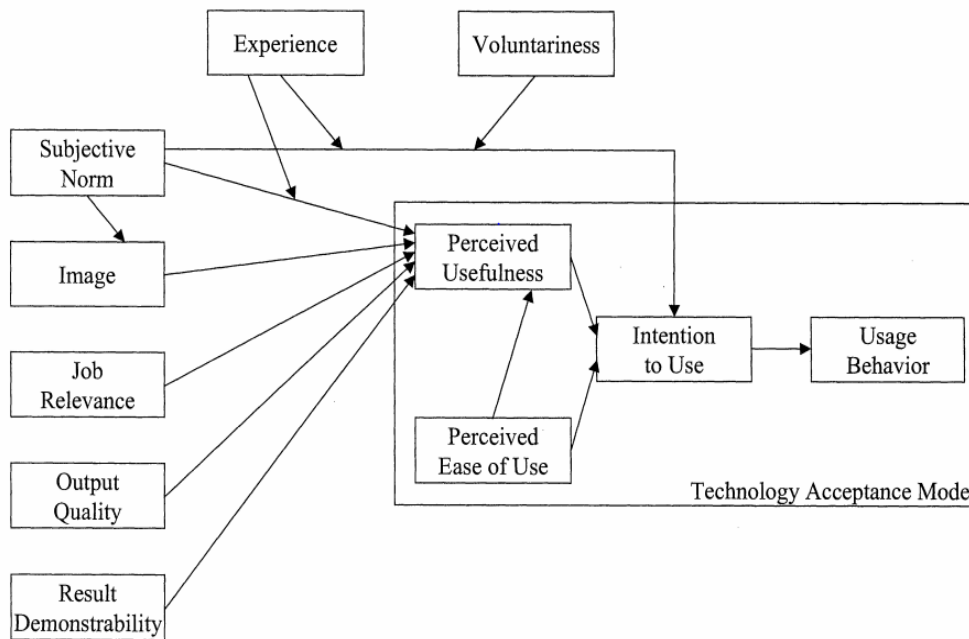 Experience
Voluntariness
Subjective
Norm
Image
Perceived
Usefulness
Intention
to Use
Usage
Behavior
Job
Relevance
Perceived
Ease of Use
Output
Quality
Technology Acceptance Mode
Result
Demonstrability